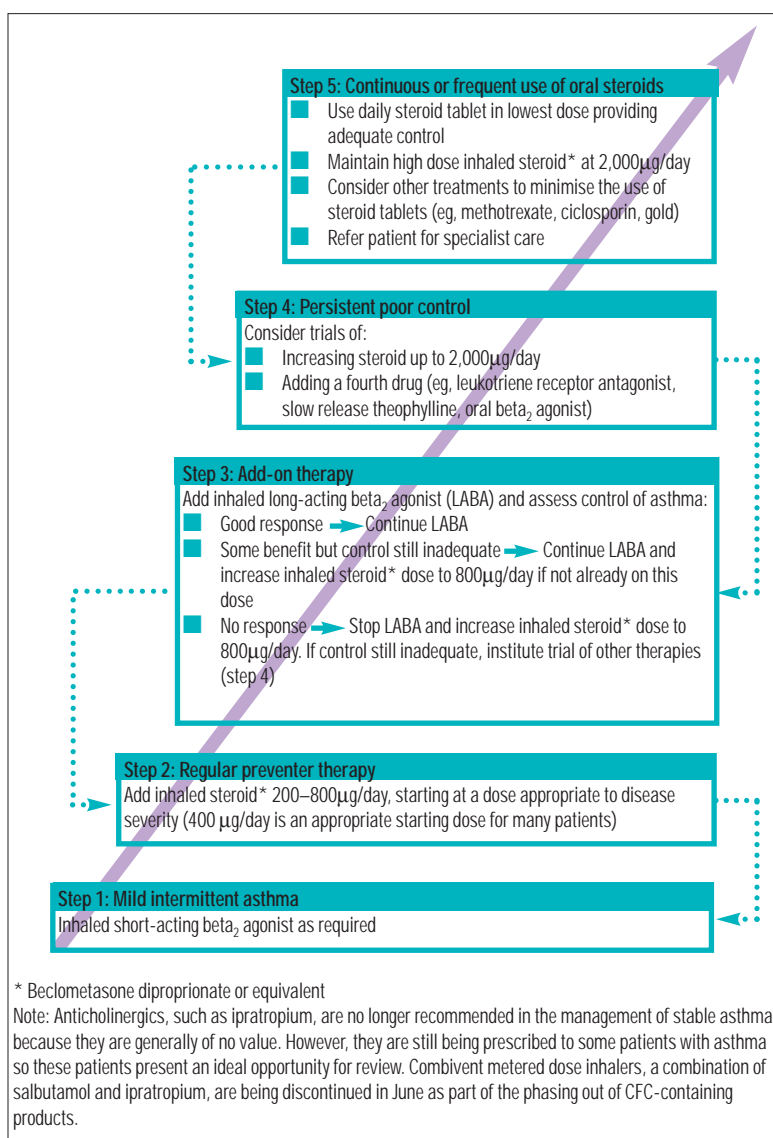 Step 5: Continuous or frequent use of oral steroids
Use daily steroid tablet in lowest dose providing
adequate control
Maintain high dose inhaled steroid* at 2,000μg/day
Consider other treatments to minimise the use of
steroid tablets (eg, methotrexate, ciclosporin, gold)
Refer patient for specialist care
Step 4: Persistent poor control
Consider trials of:
Increasing steroid up to 2,000μg/day
Adding a fourth drug (eg, leukotriene receptor antagonist,
slow release theophylline, oral beta₂ agonist)
Step 3: Add-on therapy
Add inhaled long-acting beta₂ agonist (LABA) and assess control of asthma:
Good response → Continue LABA
Some benefit but control still inadequate → Continue LABA and
increase inhaled steroid* dose to 800μg/day if not already on this
dose
No response → Stop LABA and increase inhaled steroid* dose to
800μg/day. If control still inadequate, institute trial of other therapies
(step 4)
Step 2: Regular preventer therapy
Add inhaled steroid* 200–800μg/day, starting at a dose appropriate to disease
severity (400 μg/day is an appropriate starting dose for many patients)
Step 1: Mild intermittent asthma
Inhaled short-acting beta₂ agonist as required
* Beclometasone diproprionate or equivalent
Note: Anticholinergics, such as ipratropium, are no longer recommended in the management of stable asthma
because they are generally of no value. However, they are still being prescribed to some patients with asthma
so these patients present an ideal opportunity for review. Combivent metered dose inhalers, a combination of
salbutamol and ipratropium, are being discontinued in June as part of the phasing out of CFC-containing
products.